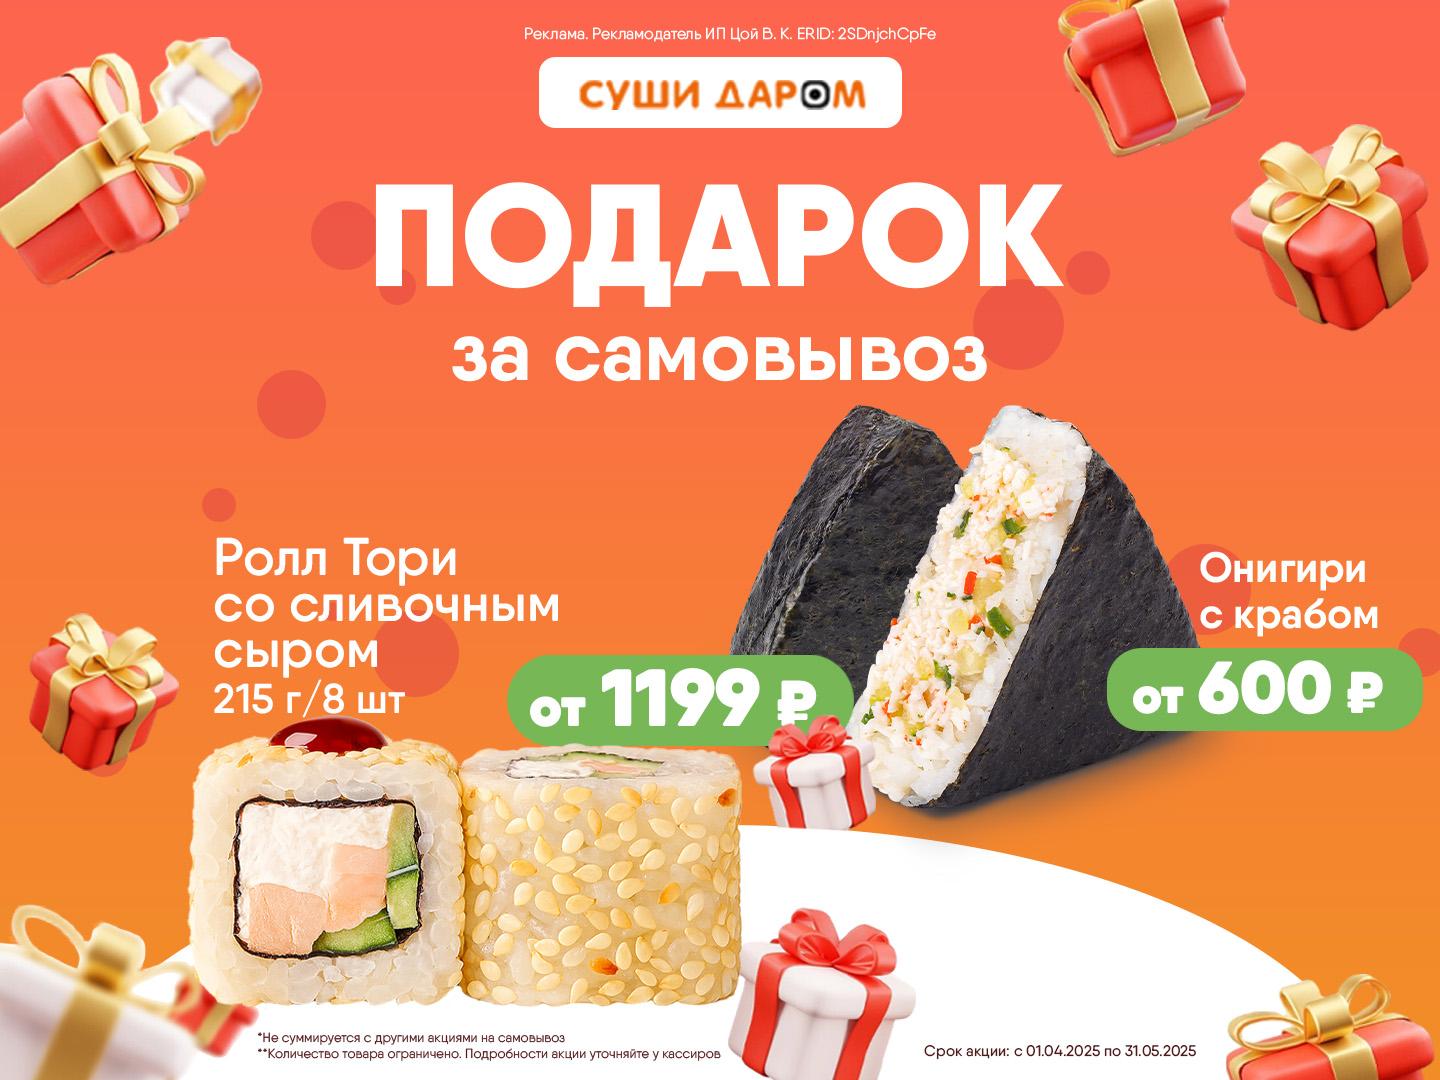 Реклама. Рекламодатель ИП Цой В. К. ERID: 2SDnjchCpFe
СУШИ ДАРОМ
ПОДАРОК
за самовывоз
Ролл Тори
со сливочным
сыром
215 г/8 шт
от 1199 ₽
Онигири
с крабом
от 600 ₽
*Не суммируется с другими акциями на самовывоз
**Количество товара ограничено. Подробности акции уточняйте у кассиров
Срок акции: с 01.04.2025 по 31.05.2025